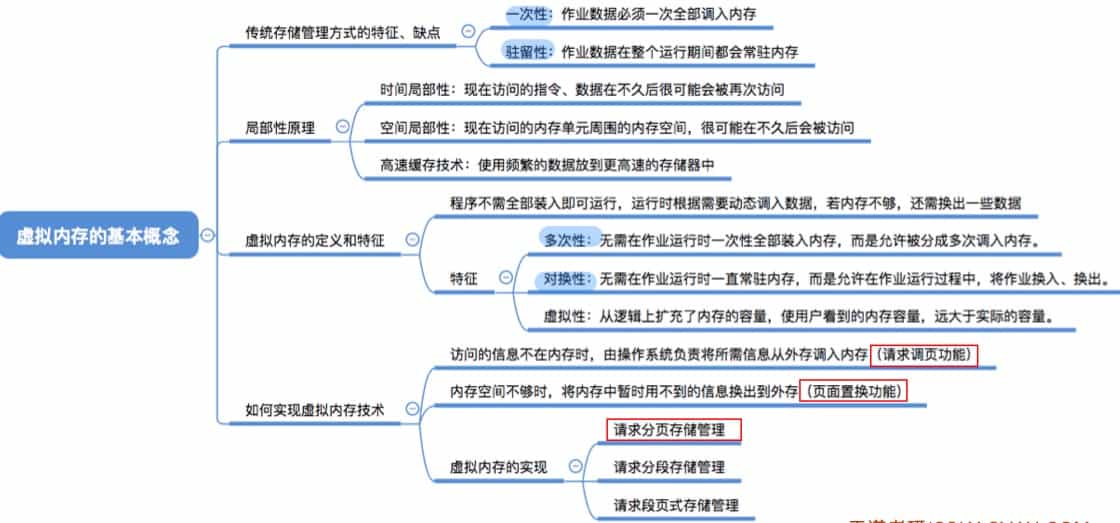 虚拟内存的基本概念
传统存储管理方式的特征、缺点
一次性：作业数据必须一次全部调入内存
驻留性：作业数据在整个运行期间都会常驻内存
局部性原理
时间局部性：现在访问的指令、数据在不久后很可能会被再次访问
空间局部性：现在访问的内存单元周围的内存空间，很可能在不久后会被访问
高速缓存技术：使用频繁的数据放到更高速的存储器中
虚拟内存的定义和特征
程序不需全部装入即可运行，运行时根据需要动态调入数据，若内存不够，还需换出一些数据
特征
多次性：无需在作业运行时一次性全部装入内存，而是允许被分成多次调入内存。
对换性：无需在作业运行时一直常驻内存，而是允许在作业运行过程中，将作业换入、换出。
虚拟性：从逻辑上扩充了内存的容量，使用户看到的内存容量，远大于实际的容量。
如何实现虚拟内存技术
访问的信息不在内存时，由操作系统负责将所需信息从外存调入内存（请求调页功能）
内存空间不够时，将内存中暂时用不到的信息换出到外存（页面置换功能）
虚拟内存的实现
请求分页存储管理
请求分段存储管理
请求段页式存储管理